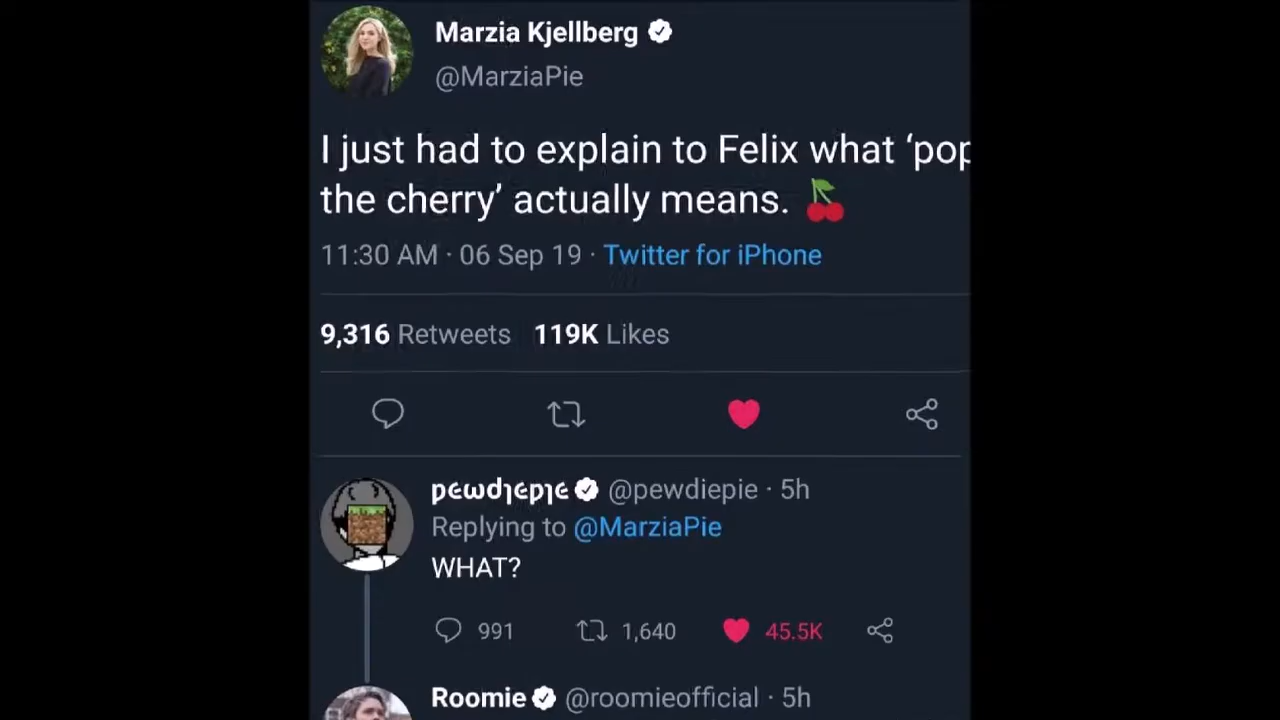 Marzia Kjellberg
@MarziaPie
I just had to explain to Felix what ‘pop
the cherry’ actually means. 🍒
11:30 AM · 06 Sep 19 · Twitter for iPhone
9,316 Retweets 119K Likes
ρєωd¡єρ¡є @pewdiepie · 5h
Replying to @MarziaPie
WHAT?
991 1,640 45.5K
Roomie @roomieofficial · 5h